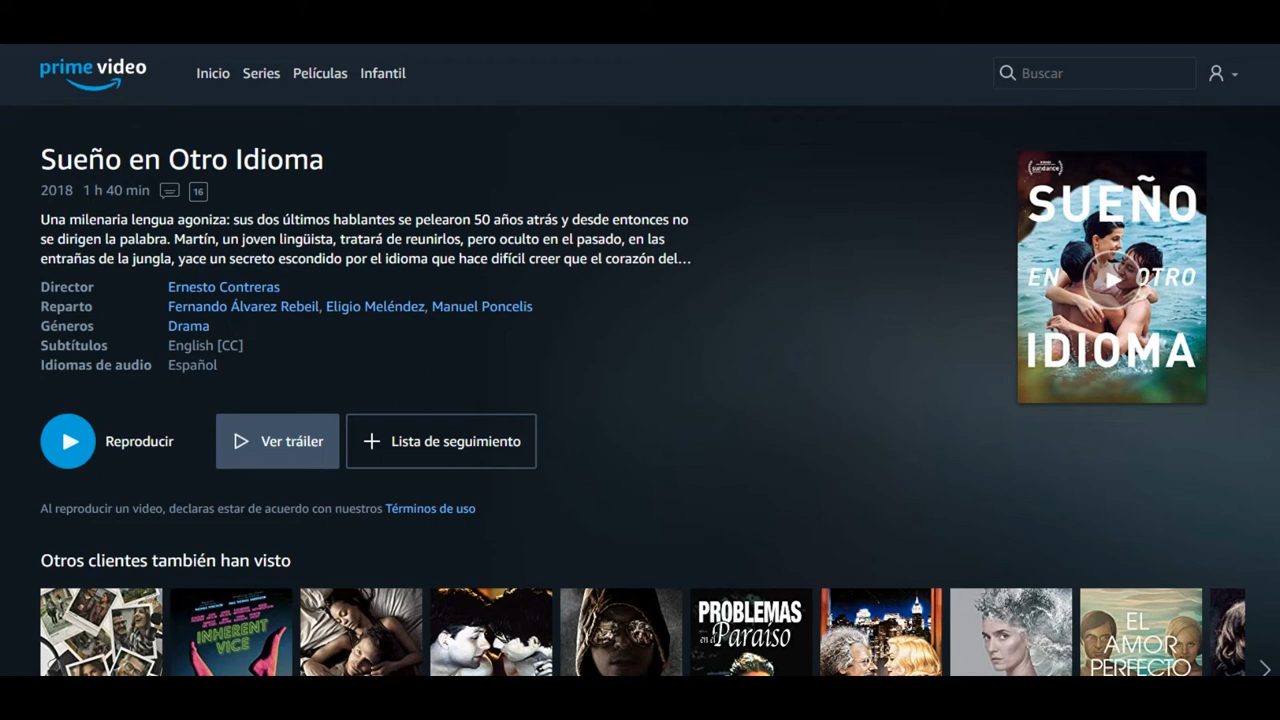 prime video
Inicio Series Películas Infantil
Buscar
Sueño en Otro Idioma
2018 1 h 40 min 16
Una milenaria lengua agoniza: sus dos últimos hablantes se pelearon 50 años atrás y desde entonces no
se dirigen la palabra. Martín, un joven lingüista, tratará de reunirlos, pero oculto en el pasado, en las
entrañas de la jungla, yace un secreto escondido por el idioma que hace difícil creer que el corazón del...
Director Ernesto Contreras
Reparto Fernando Álvarez Rebeil, Eligio Meléndez, Manuel Poncelis
Géneros Drama
Subtítulos English [CC]
Idiomas de audio Español
sundance
SUEÑO
EN OTRO
IDIOMA
Reproducir
Ver tráiler
Lista de seguimiento
Al reproducir un vídeo, declaras estar de acuerdo con nuestros Términos de uso
Otros clientes también han visto
INHERENT
VICE
PROBLEMAS
en el Paraíso
EL
AMOR
PERFECTO